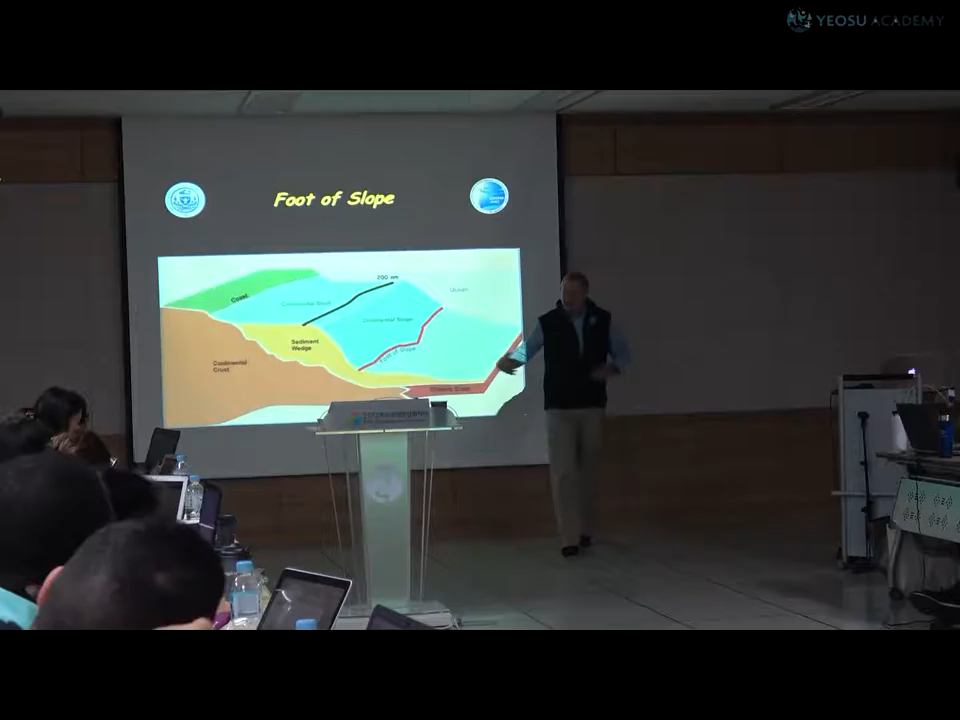 YEOSU ACADEMY
Foot of Slope
200 nm
Coast
Continental Shelf
Ocean
Continental Slope
Sediment
Wedge
Foot of Slope
Continental
Crust
Oceanic Crust